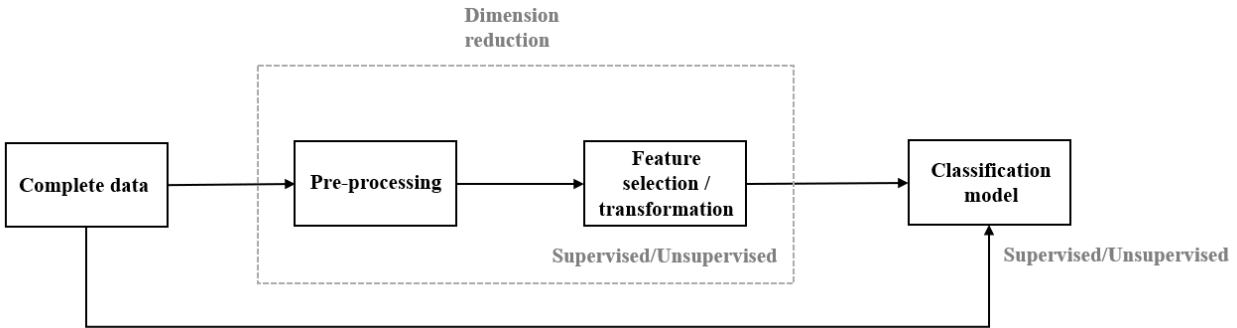 Dimension
reduction
Complete data
Pre-processing
Feature
selection /
transformation
Classification
model
Supervised/Unsupervised
Supervised/Unsupervised